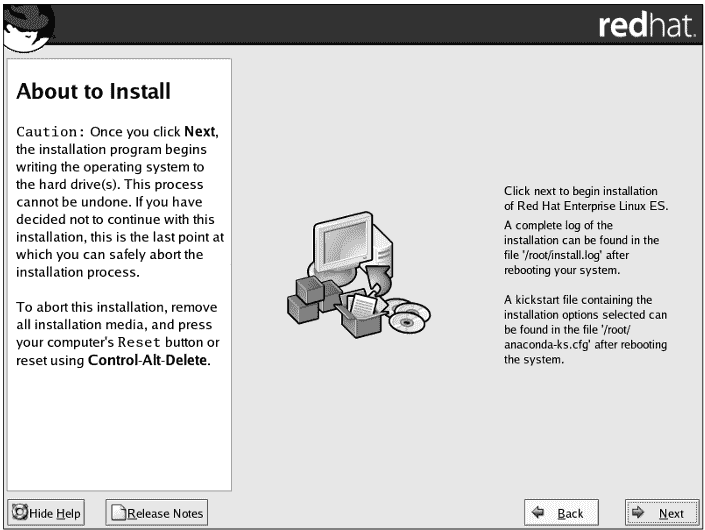 redhat.
About to Install
Caution: Once you click Next,
the installation program begins
writing the operating system to
the hard drive(s). This process
cannot be undone. If you have
decided not to continue with this
installation, this is the last point at
which you can safely abort the
installation process.
To abort this installation, remove
all installation media, and press
your computer's Reset button or
reset using Control-Alt-Delete.
Click next to begin installation
of Red Hat Enterprise Linux ES.
A complete log of the
installation can be found in the
file '/root/install.log' after
rebooting your system.
A kickstart file containing the
installation options selected can
be found in the file '/root/
anaconda-ks.cfg' after rebooting
the system.
Hide Help
Release Notes
Back
Next